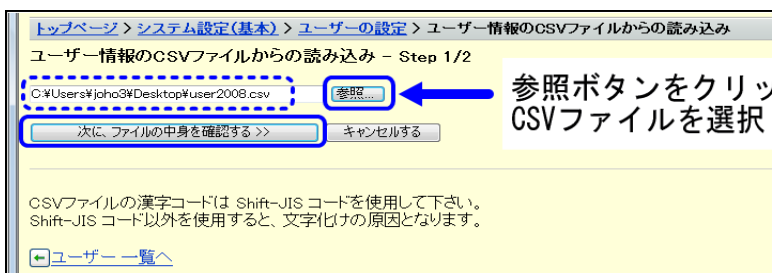 トップページ > システム設定(基本) > ユーザーの設定 > ユーザー情報のCSVファイルからの読み込み
ユーザー情報のCSVファイルからの読み込み - Step 1/2
C:¥Users¥joho3¥Desktop¥user2008.csv 参照...
参照ボタンをクリッ
CSVファイルを選択
次に、ファイルの中身を確認する >> キャンセルする
CSVファイルの漢字コードは Shift-JIS コードを使用して下さい。
Shift-JIS コード以外を使用すると、文字化けの原因となります。
ユーザー 一覧へ